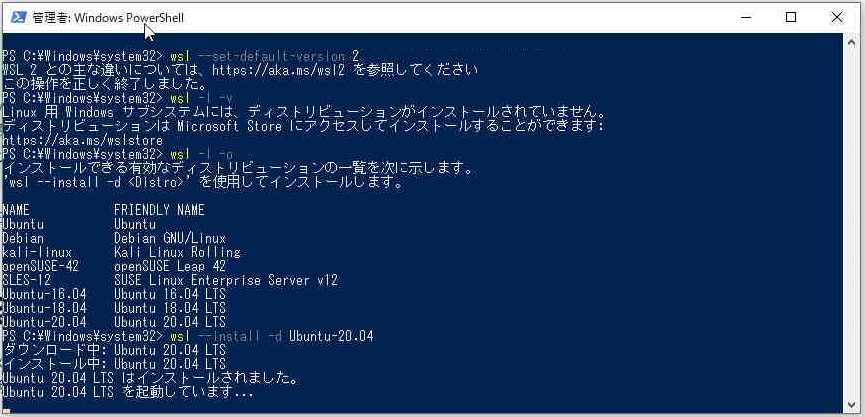 管理者: Windows PowerShell
PS C:¥Windows¥system32> wsl --set-default-version 2
WSL 2 との主な違いについては、https://aka.ms/wsl2 を参照してください
この操作を正しく終了しました。
PS C:¥Windows¥system32> wsl -l -v
Linux 用 Windows サブシステムには、ディストリビューションがインストールされていません。
ディストリビューションは Microsoft Store にアクセスしてインストールすることができます:
https://aka.ms/wslstore
PS C:¥Windows¥system32> wsl -l -o
インストールできる有効なディストリビューションの一覧を次に示します。
'wsl --install -d <Distro>' を使用してインストールします。
NAME FRIENDLY NAME
Ubuntu Ubuntu
Debian Debian GNU/Linux
kali-linux Kali Linux Rolling
openSUSE-42 openSUSE Leap 42
SLES-12 SUSE Linux Enterprise Server v12
Ubuntu-16.04 Ubuntu 16.04 LTS
Ubuntu-18.04 Ubuntu 18.04 LTS
Ubuntu-20.04 Ubuntu 20.04 LTS
PS C:¥Windows¥system32> wsl --install -d Ubuntu-20.04
ダウンロード中: Ubuntu 20.04 LTS
インストール中: Ubuntu 20.04 LTS
Ubuntu 20.04 LTS はインストールされました。
Ubuntu 20.04 LTS を起動しています...